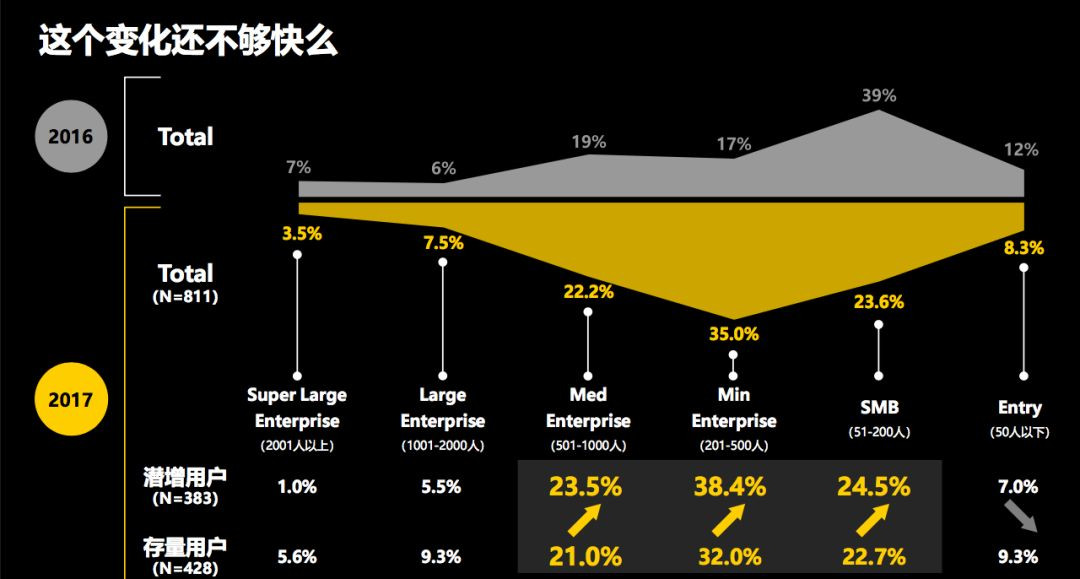 这个变化还不够快么
2016
Total
7%
6%
19%
17%
39%
12%
2017
Total
(N=811)
3.5%
7.5%
22.2%
35.0%
23.6%
8.3%
Super Large
Enterprise
(2001人以上)
Large
Enterprise
(1001-2000人)
Med
Enterprise
(501-1000人)
Min
Enterprise
(201-500人)
SMB
(51-200人)
Entry
(50人以下)
潜增用户
(N=383)
1.0%
5.5%
23.5%
38.4%
24.5%
7.0%
存量用户
(N=428)
5.6%
9.3%
21.0%
32.0%
22.7%
9.3%